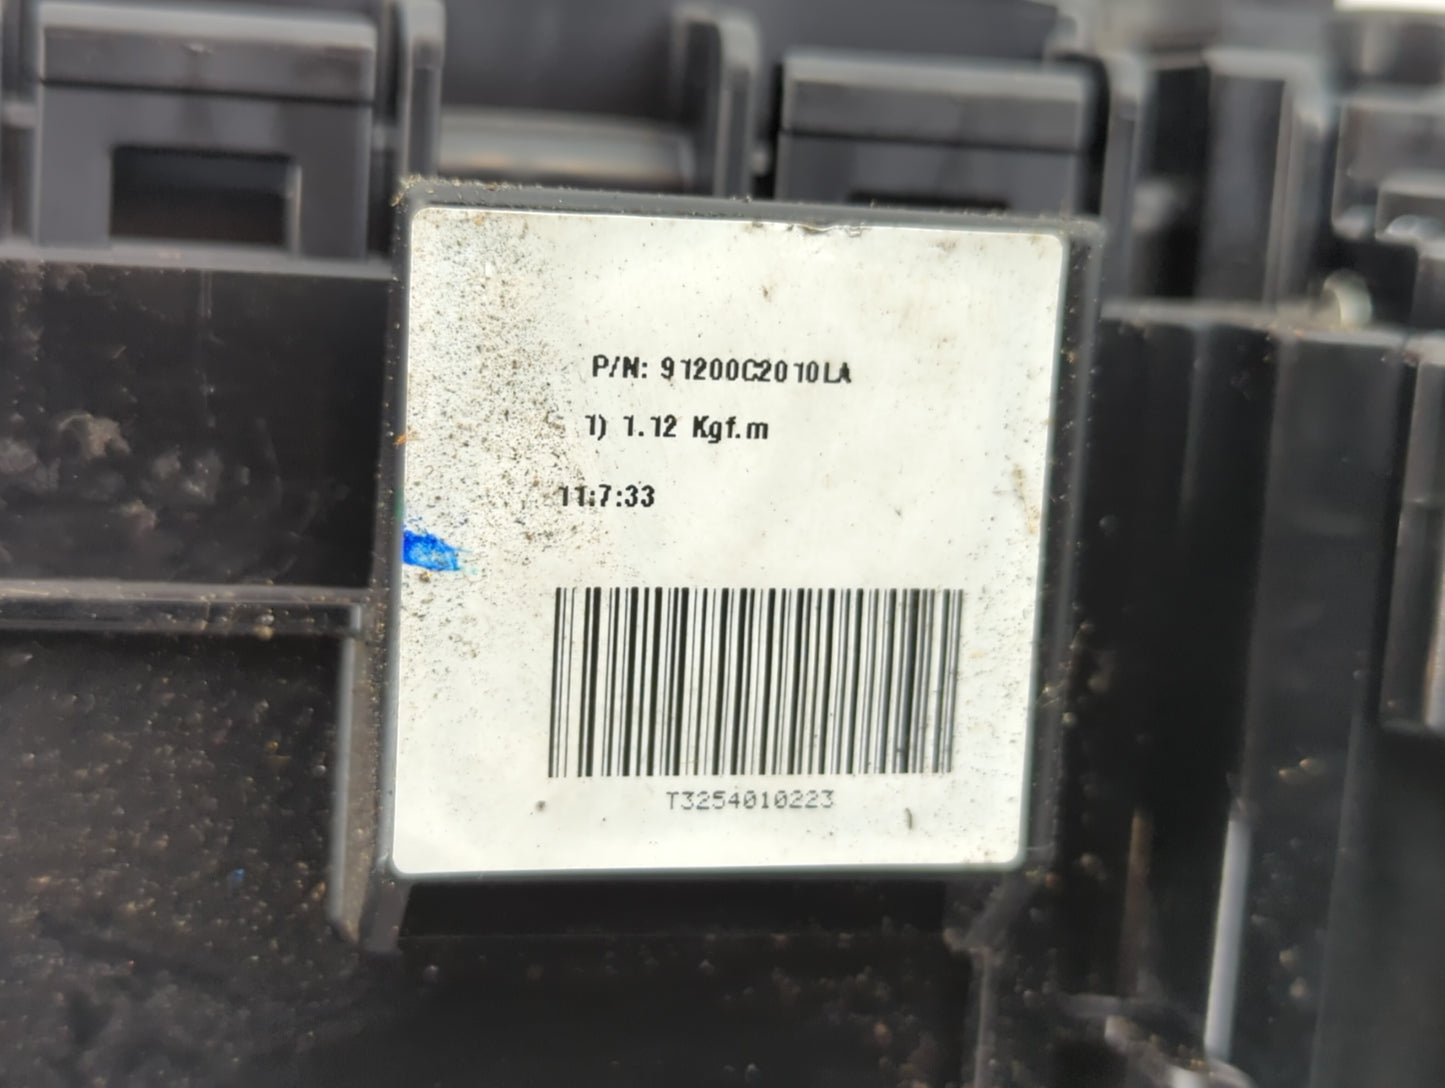 P/N: 91200C2010LA
1) 1.12 Kgf.m
11:7:33
T3254010223